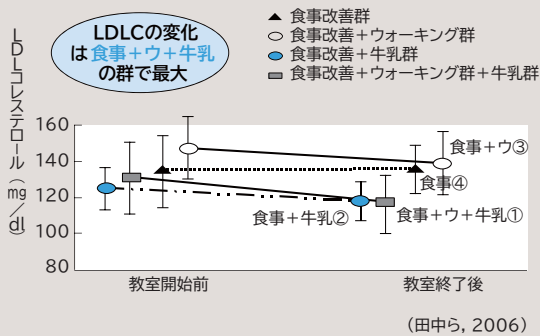 LDLCの変化
は 食事+ウ+牛乳
の群で最大
▲ 食事改善群
○ 食事改善+ウォーキング群
● 食事改善+牛乳群
■ 食事改善+ウォーキング群+牛乳群
LDLコレステロール(mg/dl)
160
140
120
100
80
食事+ウ③
食事④
食事+牛乳②
食事+ウ+牛乳①
教室開始前
教室終了後
(田中ら, 2006)